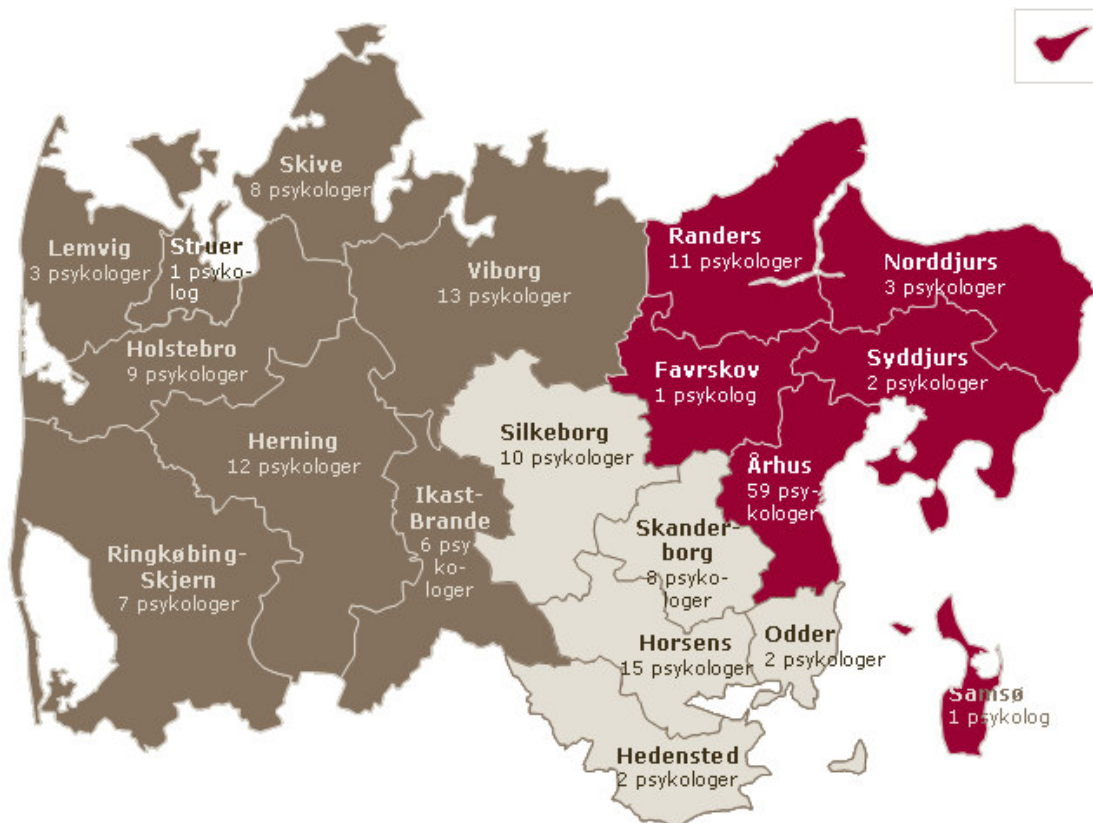 Skive
8 psykologer
Lemvig
3 psykologer
Struer
1 psyko-
log
Viborg
13 psykologer
Randers
11 psykologer
Norddjurs
3 psykologer
Holstebro
9 psykologer
Favrskov
1 psykolog
Syddjurs
2 psykologer
Herning
12 psykologer
Silkeborg
10 psykologer
Århus
59 psy-
kologer
Ikast-
Brande
6 psy-
ko-
loger
Skander-
borg
8 psyko-
loger
Ringkøbing-
Skjern
7 psykologer
Horsens
15 psykologer
Odder
2 psykologer
Samsø
1 psykolog
Hedensted
2 psykologer